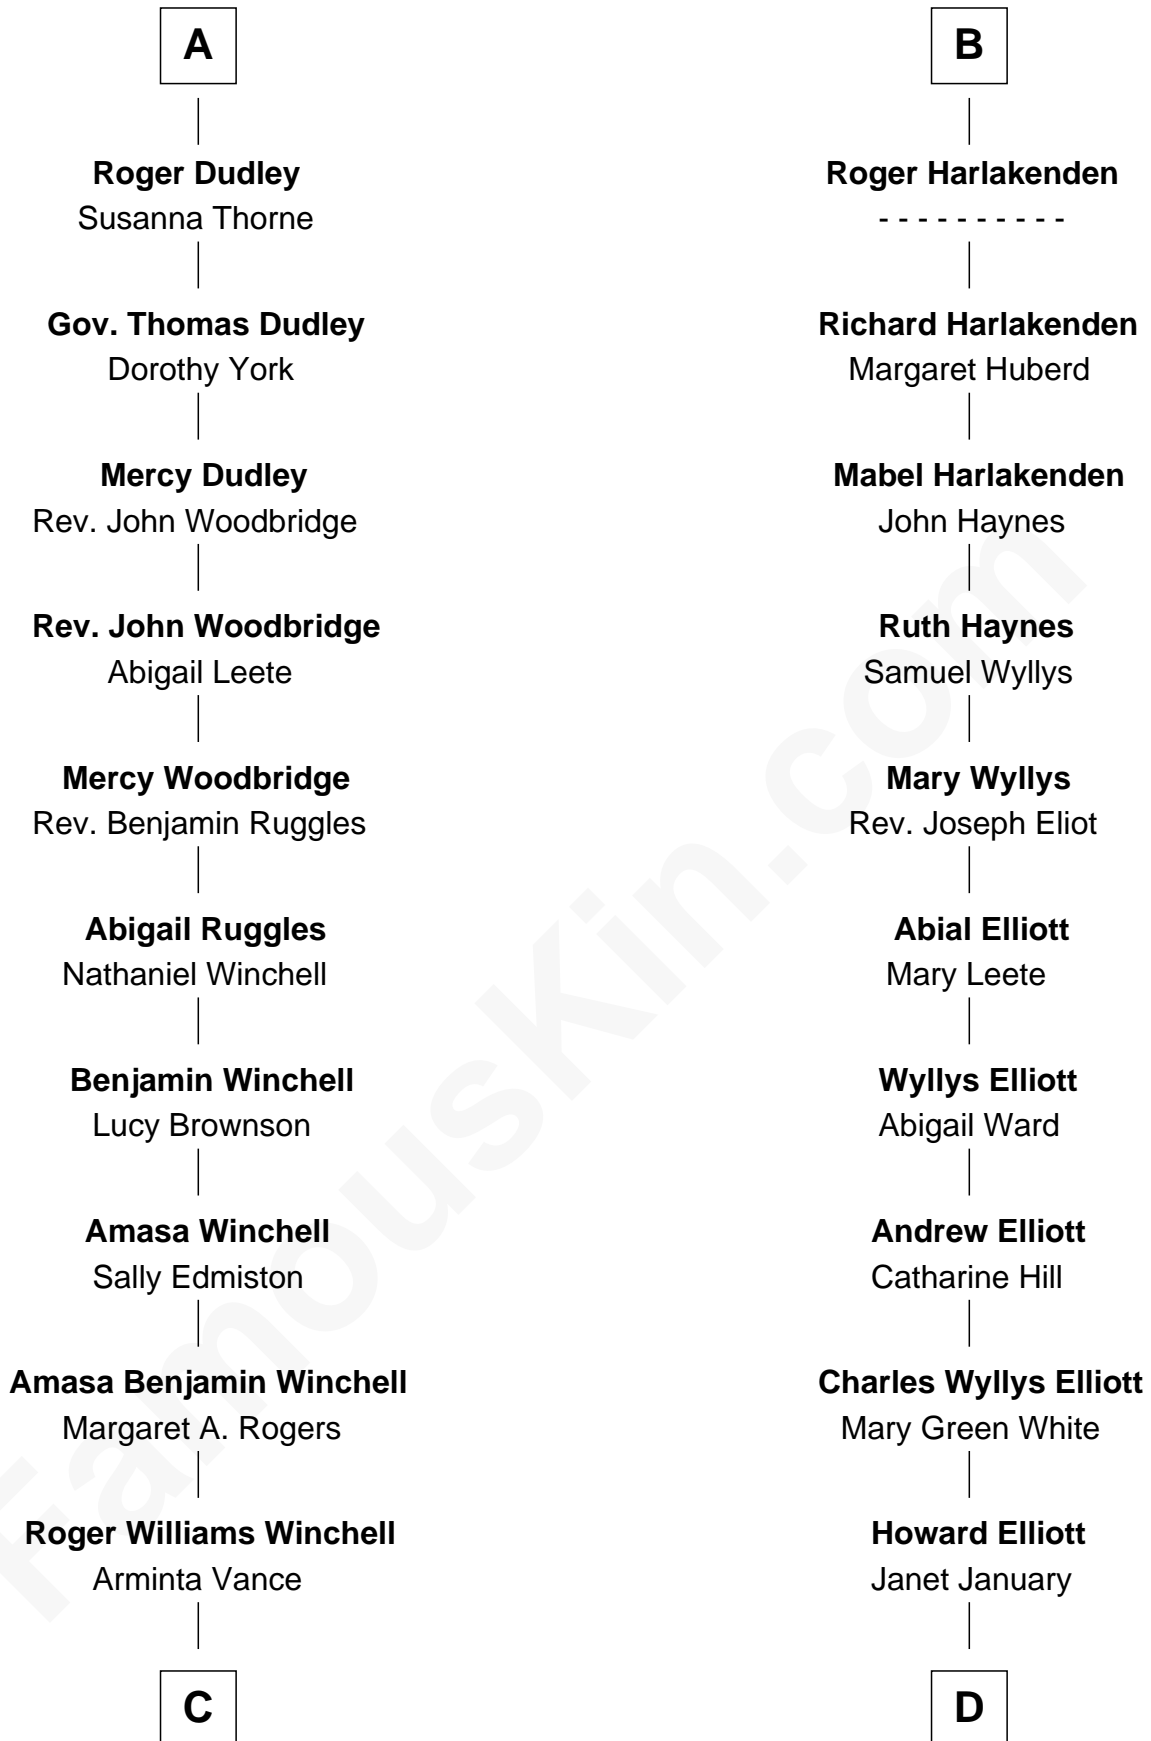 A
Roger Dudley
Susanna Thorne
Gov. Thomas Dudley
Dorothy York
Mercy Dudley
Rev. John Woodbridge
Rev. John Woodbridge
Abigail Leete
Mercy Woodbridge
Rev. Benjamin Ruggles
Abigail Ruggles
Nathaniel Winchell
Benjamin Winchell
Lucy Brownson
Amasa Winchell
Sally Edmiston
Amasa Benjamin Winchell
Margaret A. Rogers
Roger Williams Winchell
Arminta Vance
C
B
Roger Harlakenden
- - - - - - - - - -
Richard Harlakenden
Margaret Huberd
Mabel Harlakenden
John Haynes
Ruth Haynes
Samuel Wyllys
Mary Wyllys
Rev. Joseph Eliot
Abial Elliott
Mary Leete
Wyllys Elliott
Abigail Ward
Andrew Elliott
Catharine Hill
Charles Wyllys Elliott
Mary Green White
Howard Elliott
Janet January
D
FamousKin.com